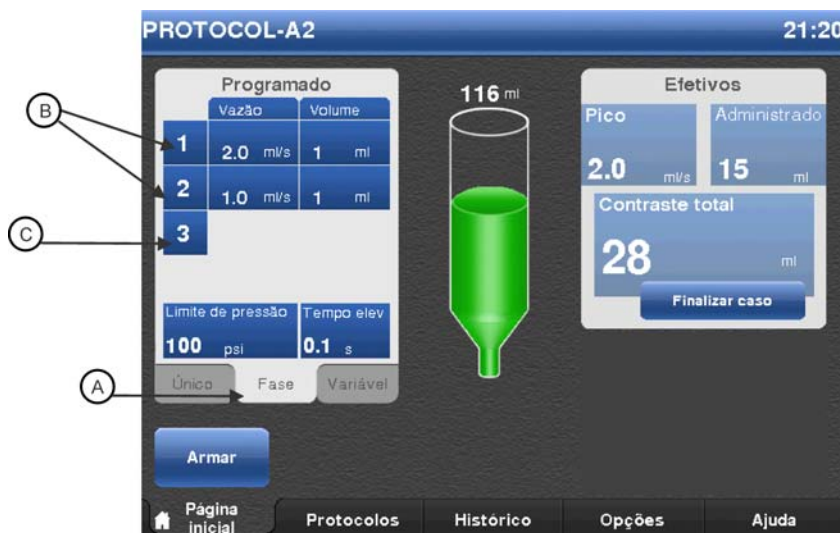 PROTOCOL-A2 21:20
Programado
Vazão Volume
1 2.0 ml/s 1 ml
2 1.0 ml/s 1 ml
3
Limite de pressão Tempo elev
100 psi 0.1 s
Único Fase Variável
Armar
116 ml
Efetivos
Pico Administrado
2.0 ml/s 15 ml
Contraste total
28 ml
Finalizar caso
Página inicial Protocolos Histórico Opções Ajuda
B
C
A